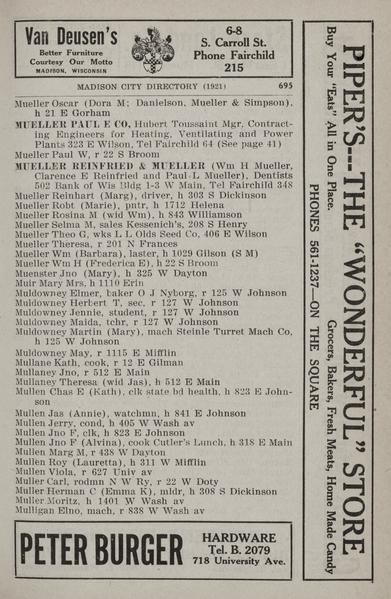 Van Deusen's
Better Furniture
Courtesy Our Motto
MADISON, WISCONSIN
6-8
S. Carroll St.
Phone Fairchild
215
MADISON CITY DIRECTORY (1921) 695
Mueller Oscar (Dora M; Danielson, Mueller & Simpson),
h 21 E Gorham
MUELLER PAUL E CO, Hubert Toussaint Mgr, Contract-
ing Engineers for Heating, Ventilating and Power
Plants 323 E Wilson, Tel Fairchild 64 (See page 41)
Mueller Paul W, r 22 S Broom
MUELLER REINFRIED & MUELLER (Wm H Mueller,
Clarence E Reinfried and Paul L Mueller), Dentists
502 Bank of Wis Bldg 1-3 W Main, Tel Fairchild 348
Mueller Reinhart (Marg), driver, h 303 S Dickinson
Mueller Robt (Marie), pntr, h 1712 Helena
Mueller Rosina M (wid Wm), h 843 Williamson
Mueller Selma M, sales Kessenich's, 208 S Henry
Mueller Theo G, wks L L Olds Seed Co, 406 E Wilson
Mueller Theresa, r 201 N Frances
Mueller Wm (Barbara), laster, h 1029 Gilson (S M)
Mueller Wm H (Frederica E), h 22 S Broom
Muenster Jno (Mary), h 325 W Dayton
Muir Mary Mrs, h 1110 Erin
Muldowney Elmer, baker O J Nyborg, r 125 W Johnson
Muldowney Herbert T, sec, r 127 W Johnson
Muldowney Jennie, student, r 127 W Johnson
Muldowney Maida, tchr, r 127 W Johnson
Muldowney Martin (Mary), mach Steinle Turret Mach Co,
h 125 W Johnson
Muldowney May, r 1115 E Mifflin
Mullane Kath, cook, r 12 E Gilman
Mullaney Jno, r 512 E Main
Mullaney Theresa (wid Jas), h 512 E Main
Mullen Chas E (Kath), clk state bd health, h 823 E John-
son
Mullen Jas (Annie), watchmn, h 841 E Johnson
Mullen Jerry, cond, h 405 W Wash av
Mullen Jno F, clk, h 823 E Johnson
Mullen Jno F (Alvina), cook Cutler's Lunch, h 318 E Main
Mullen Marg M, r 438 W Dayton
Mullen Roy (Lauretta), h 311 W Mifflin
Mullen Viola, r 627 Univ av
Muller Carl, rodmn N W Ry, r 22 W Doty
Muller Herman C (Emma K), mldr, h 308 S Dickinson
Muller Moritz, h 1401 W Wash av
Mulligan Elno, mach, r 838 W Wash av
PETER BURGER
HARDWARE
Tel. B. 2079
718 University Ave.
PIPER'S---THE "WONDERFUL" STORE
Buy Your "Eats" All in One Place. Grocers, Bakers, Fresh Meats, Home Made Candy
PHONES 561-1237—ON THE SQUARE